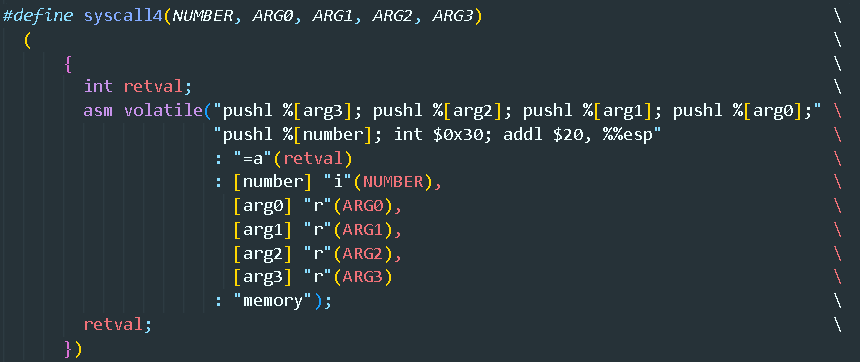 #define syscall4(NUMBER, ARG0, ARG1, ARG2, ARG3) \
( \
{ \
int retval; \
asm volatile("pushl %[arg3]; pushl %[arg2]; pushl %[arg1]; pushl %[arg0];" \
"pushl %[number]; int $0x30; addl $20, %%esp" \
: "=a"(retval) \
: [number] "i"(NUMBER), \
[arg0] "r"(ARG0), \
[arg1] "r"(ARG1), \
[arg2] "r"(ARG2), \
[arg3] "r"(ARG3) \
: "memory"); \
retval; \
})